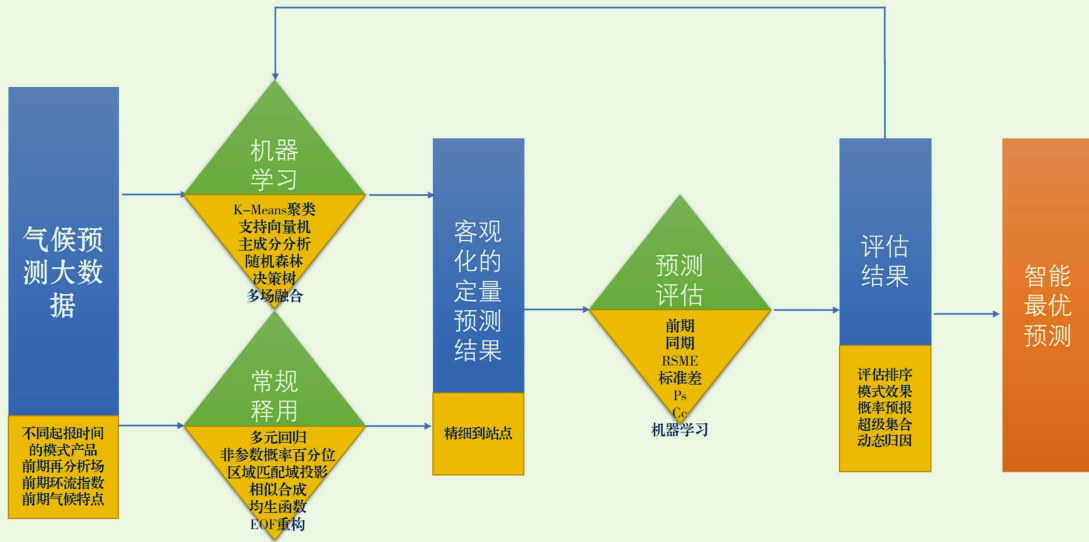 气候预
测大数
据
不同起报时间
的模式产品
前期再分析场
前期环流指数
前期气候特点
机器
学习
K-Means聚类
支持向量机
主成分分析
随机森林
决策树
多场融合
常规
释用
多元回归
非参数概率百分位
区域匹配域投影
相似合成
均生函数
EOF重构
客观
化的
定量
预测
结果
精细到站点
预测
评估
前期
同期
RSME
标准差
Ps
Cc
机器学习
评估
结果
评估排序
模式效果
概率预报
超级集合
动态归因
智能
最优
预测